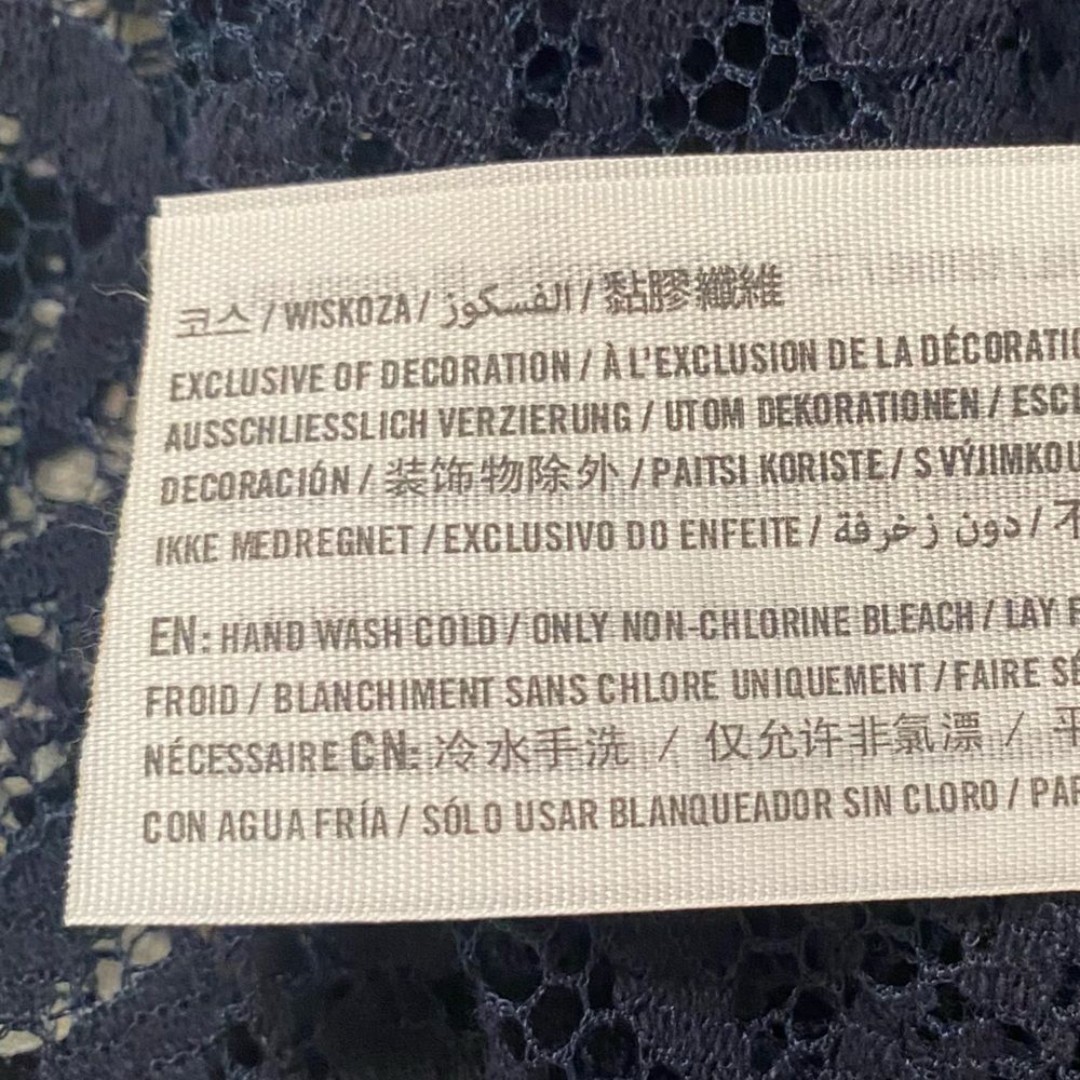 코스 / WISKOZA / الفسكوز / 黏膠纖維
EXCLUSIVE OF DECORATION / À L'EXCLUSION DE LA DÉCORATIO
AUSSCHLIESSLICH VERZIERUNG / UTOM DEKORATIONEN / ESCL
DECORACIÓN / 装饰物除外 / PAITSI KORISTE / S VÝJIMKOU
IKKE MEDREGNET / EXCLUSIVO DO ENFEITE / دون زخرفة / 不
EN: HAND WASH COLD / ONLY NON-CHLORINE BLEACH / LAY F
FROID / BLANCHIMENT SANS CHLORE UNIQUEMENT / FAIRE SÉ
NÉCESSAIRE CN: 冷水手洗 / 仅允许非氯漂 / 平
CON AGUA FRÍA / SÓLO USAR BLANQUEADOR SIN CLORO / PAR